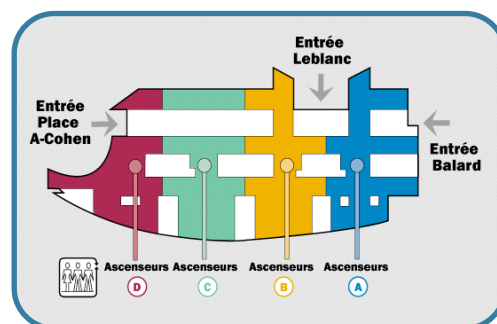 Entrée
Leblanc
Entrée
Place
A-Cohen
Entrée
Balard
Ascenseurs Ascenseurs Ascenseurs Ascenseurs
D C B A